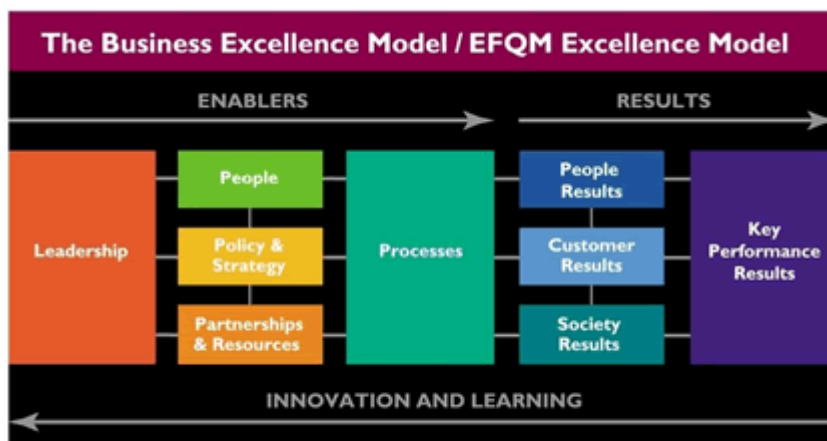 The Business Excellence Model / EFQM Excellence Model
ENABLERS
RESULTS
Leadership
People
Policy &
Strategy
Partnerships
& Resources
Processes
People
Results
Customer
Results
Society
Results
Key
Performance
Results
INNOVATION AND LEARNING